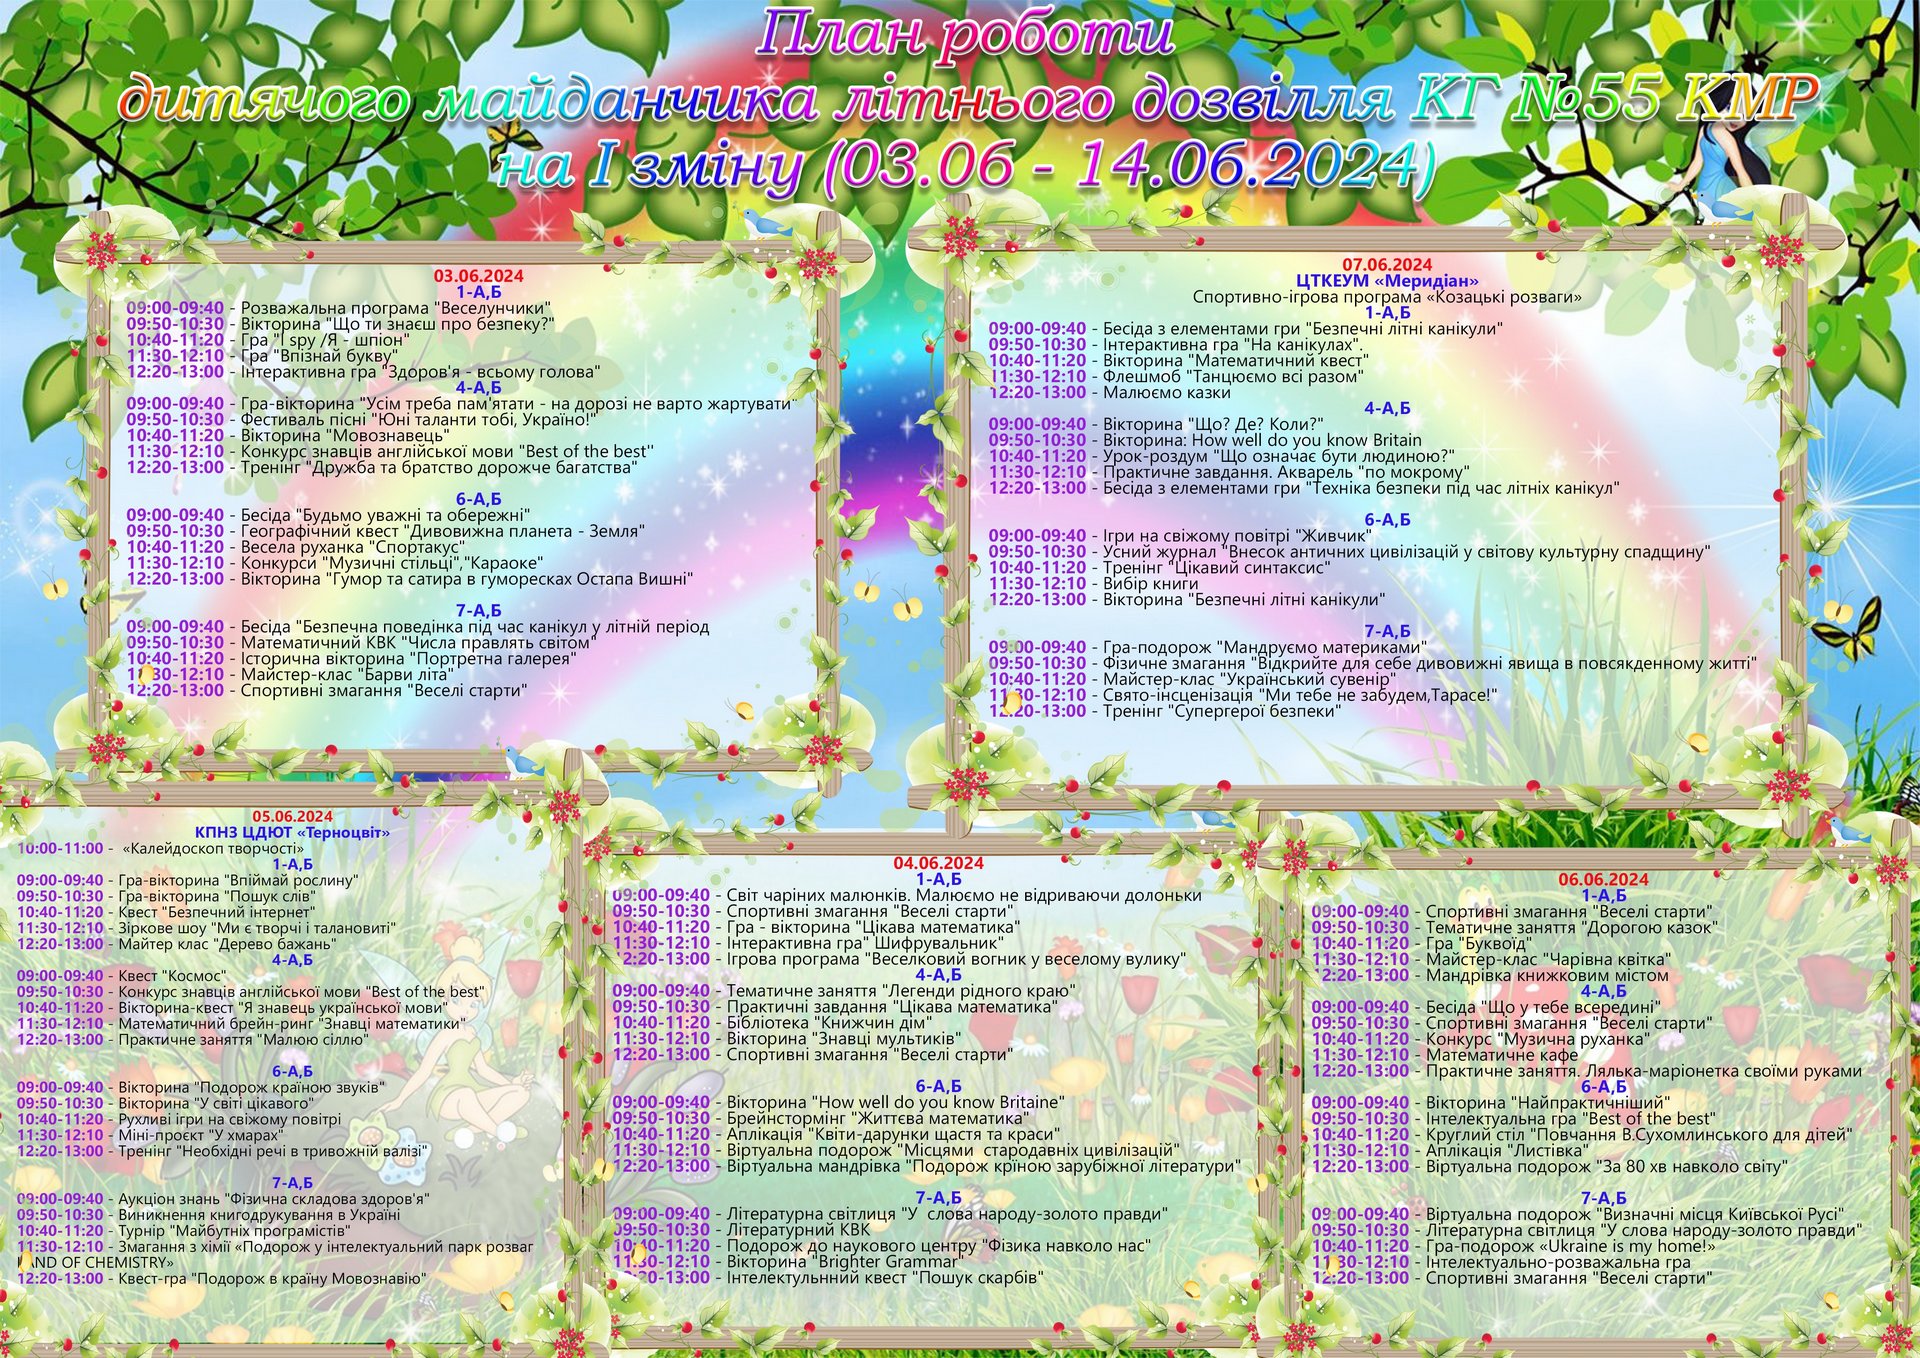 План роботи
дитячого майданчика літнього дозвілля КГ №55 КМР
на І зміну (03.06 - 14.06.2024)
03.06.2024
1-А,Б
09:00-09:40 - Розважальна програма "Веселунчики"
09:50-10:30 - Вікторина "Що ти знаєш про безпеку?"
10:40-11:20 - Гра "I spy /Я - шпіон"
11:30-12:10 - Гра "Впізнай букву"
12:20-13:00 - Інтерактивна гра "Здоров'я - всьому голова"
4-А,Б
09:00-09:40 - Гра-вікторина "Усім треба пам'ятати - на дорозі не варто жартувати"
09:50-10:30 - Фестиваль пісні "Юні таланти тобі, Україно!"
10:40-11:20 - Вікторина "Мовознавець"
11:30-12:10 - Конкурс знавців англійської мови "Best of the best''
12:20-13:00 - Тренінг "Дружба та братство дорожче багатства"
6-А,Б
09:00-09:40 - Бесіда "Будьмо уважні та обережні"
09:50-10:30 - Географічний квест "Дивовижна планета - Земля"
10:40-11:20 - Весела руханка "Спортакус"
11:30-12:10 - Конкурси "Музичні стільці","Караоке"
12:20-13:00 - Вікторина "Гумор та сатира в гуморесках Остапа Вишні"
7-А,Б
09:00-09:40 - Бесіда "Безпечна поведінка під час канікул у літній період
09:50-10:30 - Математичний КВК "Числа правлять світом"
10:40-11:20 - Історична вікторина "Портретна галерея"
11:30-12:10 - Майстер-клас "Барви літа"
12:20-13:00 - Спортивні змагання "Веселі старти"
07.06.2024
ЦТКЕУМ «Меридіан»
Спортивно-ігрова програма «Козацькі розваги»
1-А,Б
09:00-09:40 - Бесіда з елементами гри "Безпечні літні канікули"
09:50-10:30 - Інтерактивна гра "На канікулах".
10:40-11:20 - Вікторина "Математичний квест"
11:30-12:10 - Флешмоб "Танцюємо всі разом"
12:20-13:00 - Малюємо казки
4-А,Б
09:00-09:40 - Вікторина "Що? Де? Коли?"
09:50-10:30 - Вікторина: How well do you know Britain
10:40-11:20 - Урок-роздум "Що означає бути людиною?"
11:30-12:10 - Практичне завдання. Акварель "по мокрому"
12:20-13:00 - Бесіда з елементами гри "Техніка безпеки під час літніх канікул"
6-А,Б
09:00-09:40 - Ігри на свіжому повітрі "Живчик"
09:50-10:30 - Усний журнал "Внесок античних цивілізацій у світову культурну спадщину"
10:40-11:20 - Тренінг "Цікавий синтаксис"
11:30-12:10 - Вибір книги
12:20-13:00 - Вікторина "Безпечні літні канікули"
7-А,Б
09:00-09:40 - Гра-подорож "Мандруємо материками"
09:50-10:30 - Фізичне змагання "Відкрийте для себе дивовижні явища в повсякденному житті"
10:40-11:20 - Майстер-клас "Український сувенір"
11:30-12:10 - Свято-інсценізація "Ми тебе не забудем,Тарасе!"
12:20-13:00 - Тренінг "Супергерої безпеки"
05.06.2024
КПНЗ ЦДЮТ «Терноцвіт»
10:00-11:00 - «Калейдоскоп творчості»
1-А,Б
09:00-09:40 - Гра-вікторина "Впіймай рослину"
09:50-10:30 - Гра-вікторина "Пошук слів"
10:40-11:20 - Квест "Безпечний інтернет"
11:30-12:10 - Зіркове шоу "Ми є творчі і талановиті"
12:20-13:00 - Майтер клас "Дерево бажань"
4-А,Б
09:00-09:40 - Квест "Космос"
09:50-10:30 - Конкурс знавців англійської мови "Best of the best"
10:40-11:20 - Вікторина-квест "Я знавець української мови"
11:30-12:10 - Математичний брейн-ринг "Знавці математики"
12:20-13:00 - Практичне заняття "Малюю сіллю"
6-А,Б
09:00-09:40 - Вікторина "Подорож країною звуків"
09:50-10:30 - Вікторина "У світі цікавого"
10:40-11:20 - Рухливі ігри на свіжому повітрі
11:30-12:10 - Міні-проєкт "У хмарах"
12:20-13:00 - Тренінг "Необхідні речі в тривожній валізі"
7-А,Б
09:00-09:40 - Аукціон знань "Фізична складова здоров'я"
09:50-10:30 - Виникнення книгодрукування в Україні
10:40-11:20 - Турнір "Майбутніх програмістів"
11:30-12:10 - Змагання з хімії «Подорож у інтелектуальний парк розваг
LAND OF CHEMISTRY»
12:20-13:00 - Квест-гра "Подорож в країну Мовознавію"
04.06.2024
1-А,Б
09:00-09:40 - Світ чаріних малюнків. Малюємо не відриваючи долоньки
09:50-10:30 - Спортивні змагання "Веселі старти"
10:40-11:20 - Гра - вікторина "Цікава математика"
11:30-12:10 - Інтерактивна гра" Шифрувальник"
12:20-13:00 - Ігрова програма "Веселковий вогник у веселому вулику"
4-А,Б
09:00-09:40 - Тематичне заняття "Легенди рідного краю"
09:50-10:30 - Практичні завдання "Цікава математика"
10:40-11:20 - Бібліотека "Книжчин дім"
11:30-12:10 - Вікторина "Знавці мультиків"
12:20-13:00 - Спортивні змагання "Веселі старти"
6-А,Б
09:00-09:40 - Вікторина "How well do you know Britaine"
09:50-10:30 - Брейнстормінг "Життєва математика"
10:40-11:20 - Аплікація "Квіти-дарунки щастя та краси"
11:30-12:10 - Віртуальна подорож "Місцями стародавніх цивілізацій"
12:20-13:00 - Віртуальна мандрівка "Подорож кріною зарубіжної літератури"
7-А,Б
09:00-09:40 - Літературна світлиця "У слова народу-золото правди"
09:50-10:30 - Літературний КВК
10:40-11:20 - Подорож до наукового центру "Фізика навколо нас"
11:30-12:10 - Вікторина "Brighter Grammar"
12:20-13:00 - Інтелектульнний квест "Пошук скарбів"
06.06.2024
1-А,Б
09:00-09:40 - Спортивні змагання "Веселі старти"
09:50-10:30 - Тематичне заняття "Дорогою казок"
10:40-11:20 - Гра "Буквоїд"
11:30-12:10 - Майстер-клас "Чарівна квітка"
12:20-13:00 - Мандрівка книжковим містом
4-А,Б
09:00-09:40 - Бесіда "Що у тебе всередині"
09:50-10:30 - Спортивні змагання "Веселі старти"
10:40-11:20 - Конкурс "Музична руханка"
11:30-12:10 - Математичне кафе
12:20-13:00 - Практичне заняття. Лялька-маріонетка своїми руками
6-А,Б
09:00-09:40 - Вікторина "Найпрактичніший"
09:50-10:30 - Інтелектуальна гра "Best of the best"
10:40-11:20 - Круглий стіл "Повчання В.Сухомлинського для дітей"
11:30-12:10 - Аплікація "Листівка"
12:20-13:00 - Віртуальна подорож "За 80 хв навколо світу"
7-А,Б
09:00-09:40 - Віртуальна подорож "Визначні місця Київської Русі"
09:50-10:30 - Літературна світлиця "У слова народу-золото правди"
10:40-11:20 - Гра-подорож «Ukraine is my home!»
11:30-12:10 - Інтелектуально-розважальна гра
12:20-13:00 - Спортивні змагання "Веселі старти"